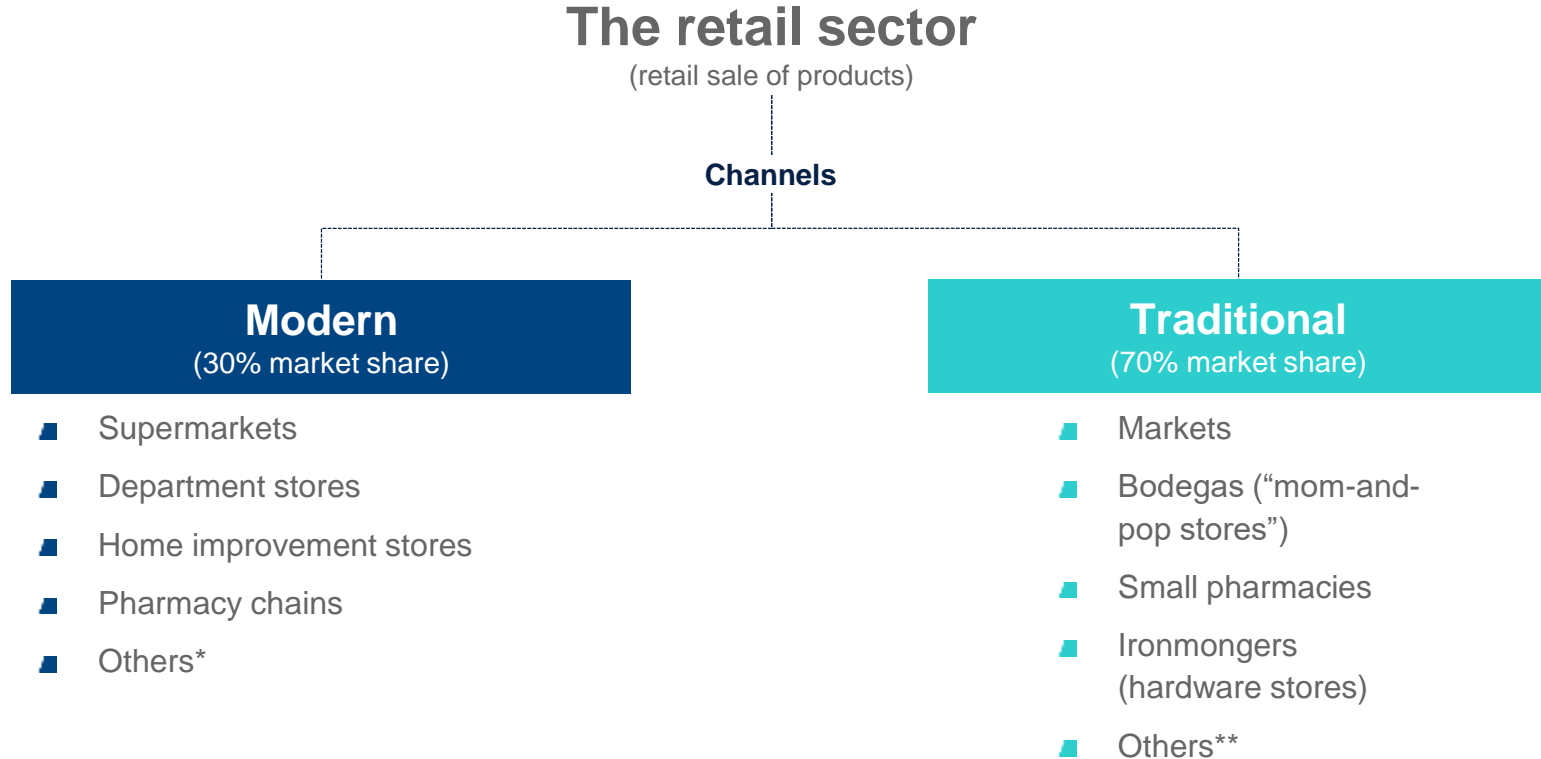 The retail sector
(retail sale of products)
Channels
Modern
(30% market share)
Supermarkets
Department stores
Home improvement stores
Pharmacy chains
Others*
Traditional
(70% market share)
Markets
Bodegas (“mom-and-
pop stores”)
Small pharmacies
Ironmongers
(hardware stores)
Others**